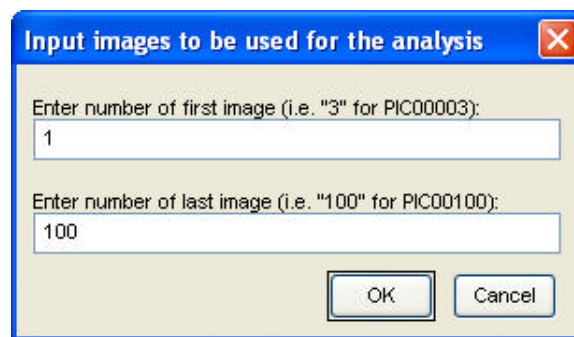 Input images to be used for the analysis
Enter number of first image (i.e. "3" for PIC00003):
1
Enter number of last image (i.e. "100" for PIC00100):
100
OK
Cancel